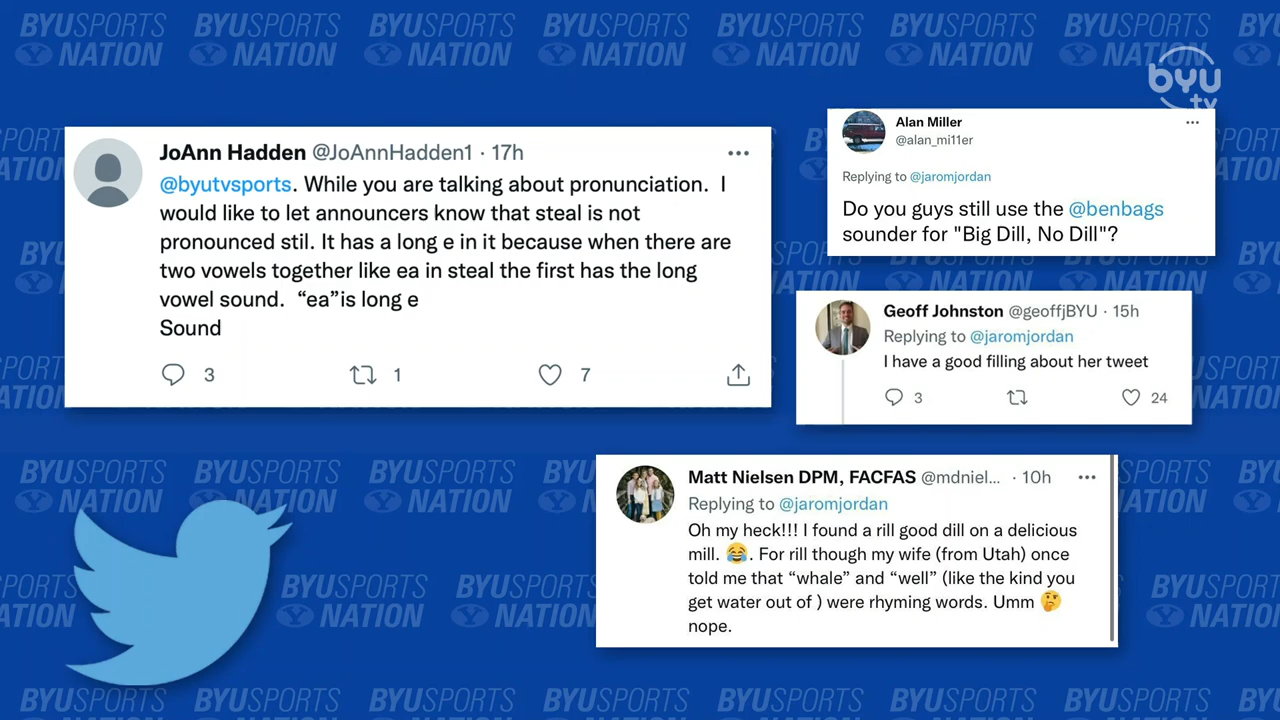 BYUSPORTS NATION
byu tv
JoAnn Hadden @JoAnnHadden1 · 17h
@byutvsports. While you are talking about pronunciation. I
would like to let announcers know that steal is not
pronounced stil. It has a long e in it because when there are
two vowels together like ea in steal the first has the long
vowel sound. “ea”is long e
Sound
3 1 7
Alan Miller
@alan_mi11er
Replying to @jaromjordan
Do you guys still use the @benbags
sounder for "Big Dill, No Dill"?
Geoff Johnston @geoffjBYU · 15h
Replying to @jaromjordan
I have a good filling about her tweet
3 24
Matt Nielsen DPM, FACFAS @mdniel... · 10h
Replying to @jaromjordan
Oh my heck!!! I found a rill good dill on a delicious
mill. 😂. For rill though my wife (from Utah) once
told me that “whale” and “well” (like the kind you
get water out of ) were rhyming words. Umm 🤔
nope.